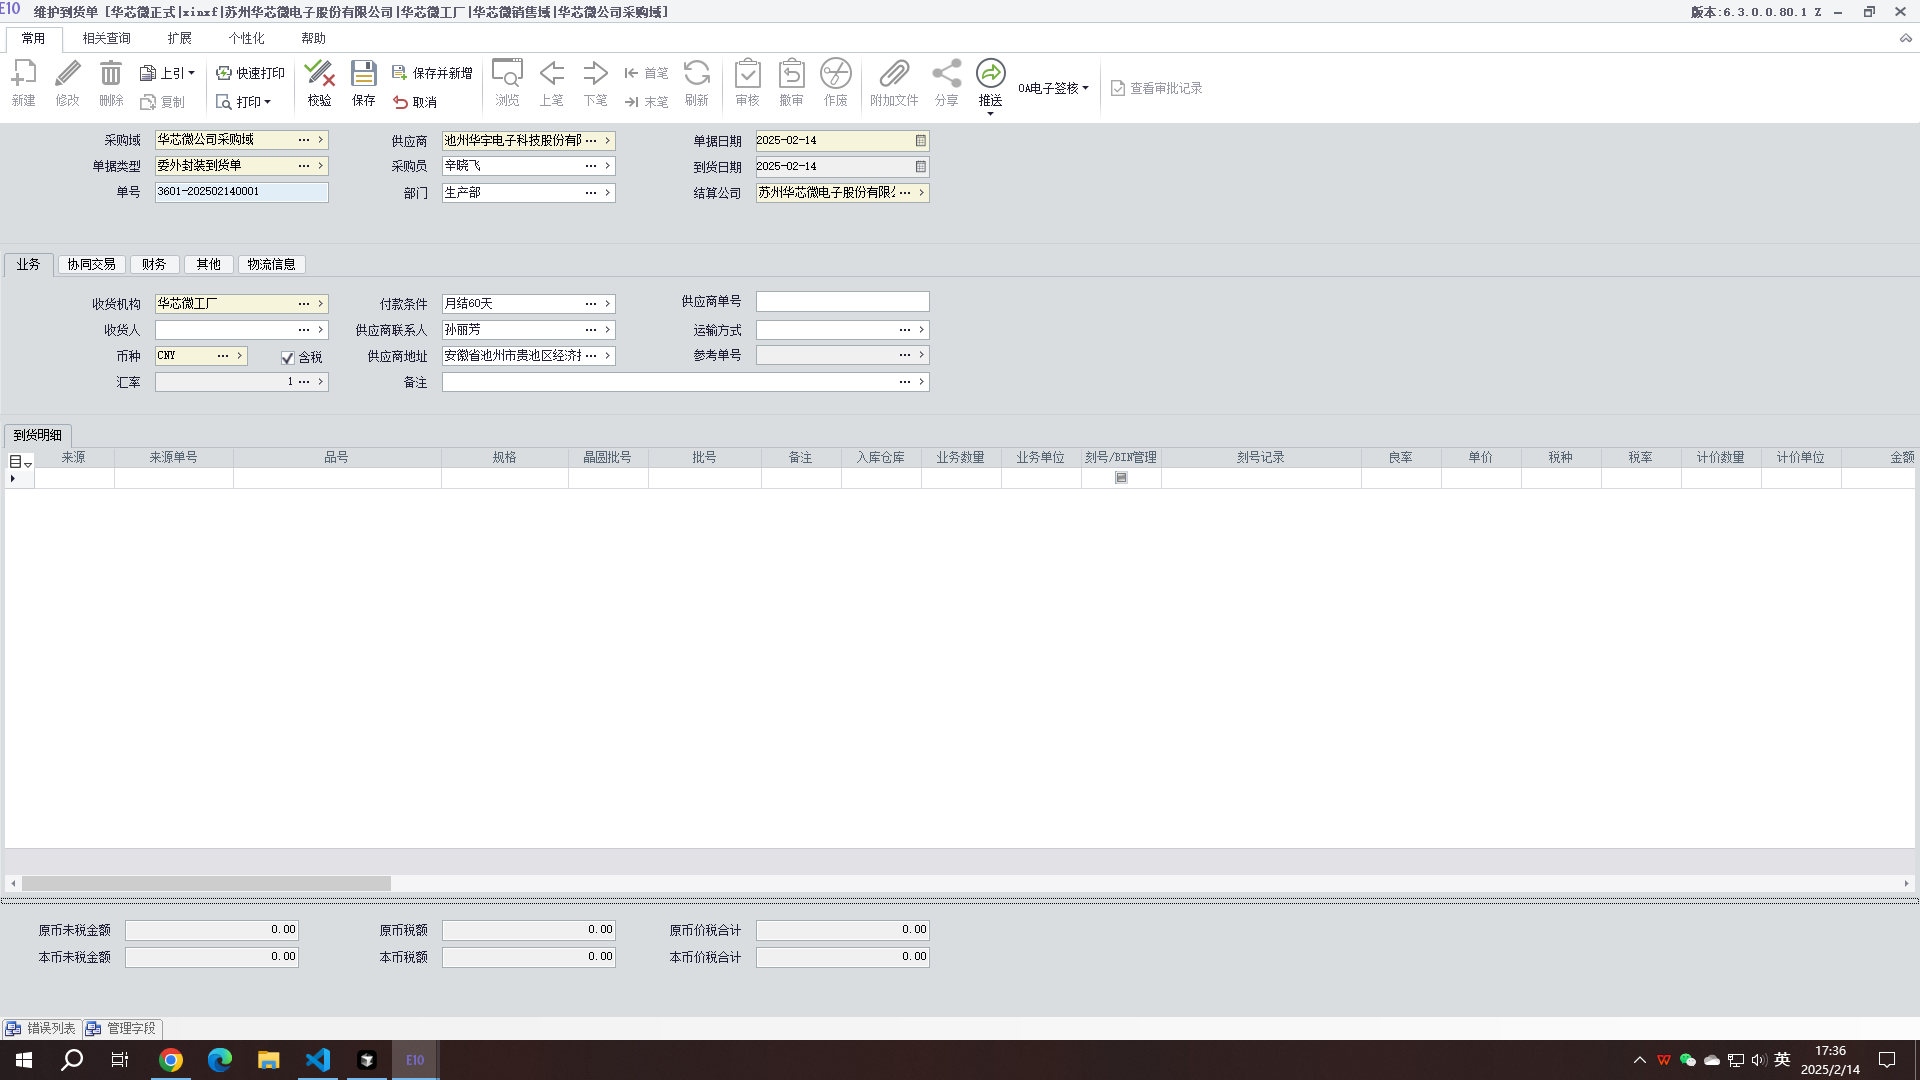 E10 维护到货单 [华芯微正式|xinxf|苏州华芯微电子股份有限公司|华芯微工厂|华芯微销售域|华芯微公司采购域] 版本:6.3.0.0.80.1 Z
常用 相关查询 扩展 个性化 帮助
新建 修改 删除 上引 复制 快速打印 打印 校验 保存 保存并新增 取消 浏览 上笔 下笔 首笔 末笔 刷新 审核 撤审 作废 附加文件 分享 推送 OA电子签核 查看审批记录
采购域 华芯微公司采购域 供应商 池州华宇电子科技股份有 单据日期 2025-02-14
单据类型 委外封装到货单 采购员 辛晓飞 到货日期 2025-02-14
单号 3601-202502140001 部门 生产部 结算公司 苏州华芯微电子股份有限
业务 协同交易 财务 其他 物流信息
收货机构 华芯微工厂 付款条件 月结60天 供应商单号
收货人 供应商联系人 孙丽芳 运输方式
币种 CNY 含税 供应商地址 安徽省池州市贵池区经济 参考单号
汇率 1 备注
到货明细
来源 来源单号 品号 规格 晶圆批号 批号 备注 入库仓库 业务数量 业务单位 刻号/BIN管理 刻号记录 良率 单价 税种 税率 计价数量 计价单位 金额
原币未税金额 0.00 原币税额 0.00 原币价税合计 0.00
本币未税金额 0.00 本币税额 0.00 本币价税合计 0.00
错误列表 管理字段
E10 英 17:36
2025/2/14